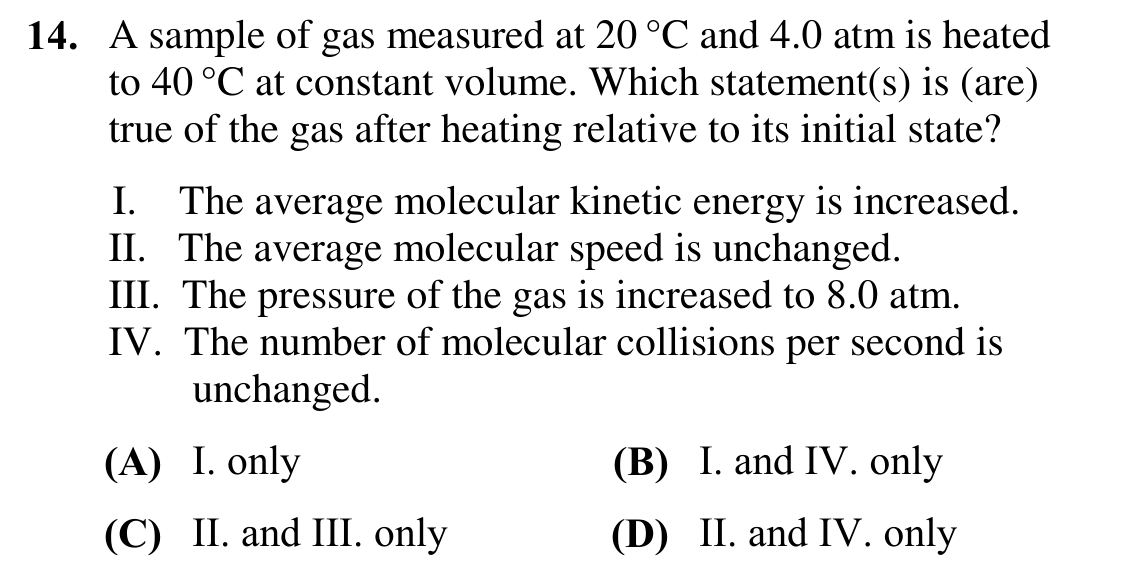 14. A sample of gas measured at 20 °C and 4.0 atm is heated
to 40 °C at constant volume. Which statement(s) is (are)
true of the gas after heating relative to its initial state?
I. The average molecular kinetic energy is increased.
II. The average molecular speed is unchanged.
III. The pressure of the gas is increased to 8.0 atm.
IV. The number of molecular collisions per second is
unchanged.
(A) I. only (B) I. and IV. only
(C) II. and III. only (D) II. and IV. only